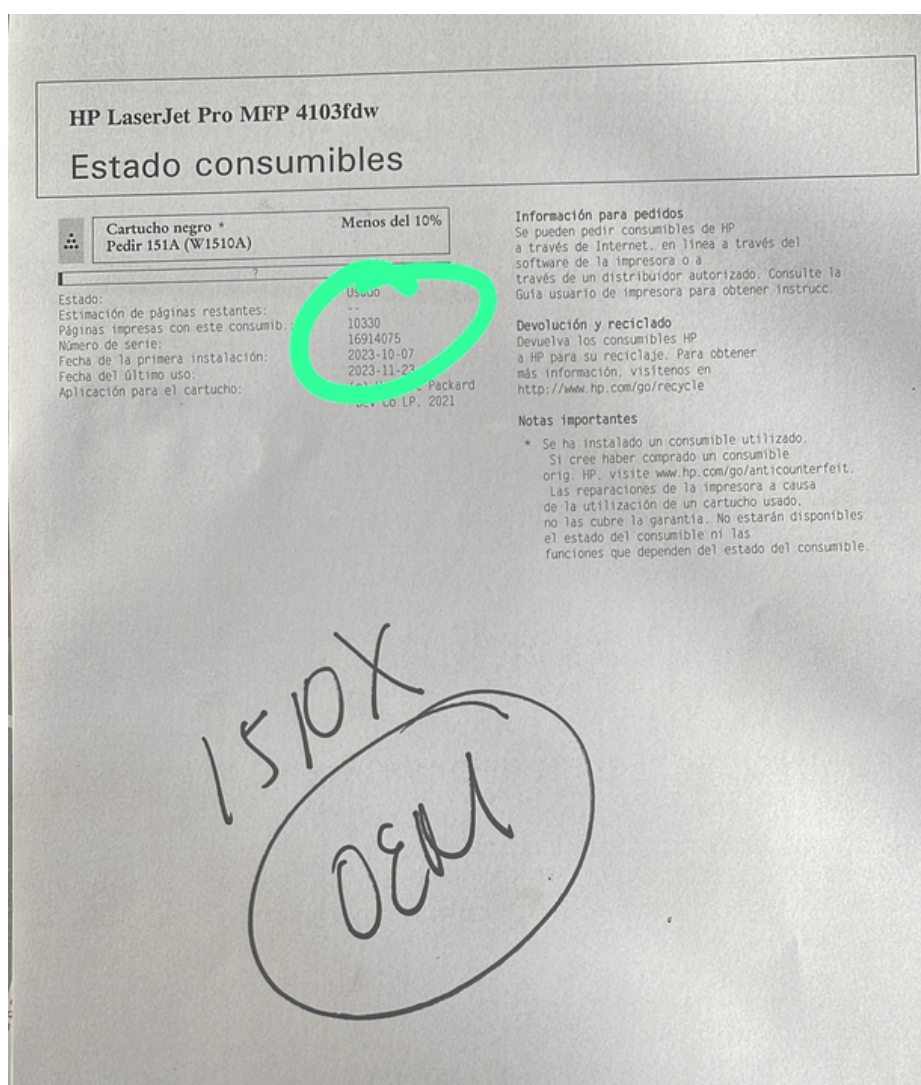 HP LaserJet Pro MFP 4103fdw
Estado consumibles
Cartucho negro * Menos del 10%
Pedir 151A (W1510A)
?
Estado: Usado
Estimación de páginas restantes: --
Páginas impresas con este consumib.: 10330
Número de serie: 16914075
Fecha de la primera instalación: 2023-10-07
Fecha del último uso: 2023-11-23
Aplicación para el cartucho: Packard
Dev Co LP, 2021
Información para pedidos
Se pueden pedir consumibles de HP
a través de Internet, en línea a través del
software de la impresora o a
través de un distribuidor autorizado. Consulte la
Guía usuario de impresora para obtener instrucc.
Devolución y reciclado
Devuelva los consumibles HP
a HP para su reciclaje. Para obtener
más información, visítenos en
http://www.hp.com/go/recycle
Notas importantes
* Se ha instalado un consumible utilizado.
Si cree haber comprado un consumible
orig. HP, visite www.hp.com/go/anticounterfeit.
Las reparaciones de la impresora a causa
de la utilización de un cartucho usado,
no las cubre la garantía. No estarán disponibles
el estado del consumible ni las
funciones que dependen del estado del consumible.
1510X
OEM